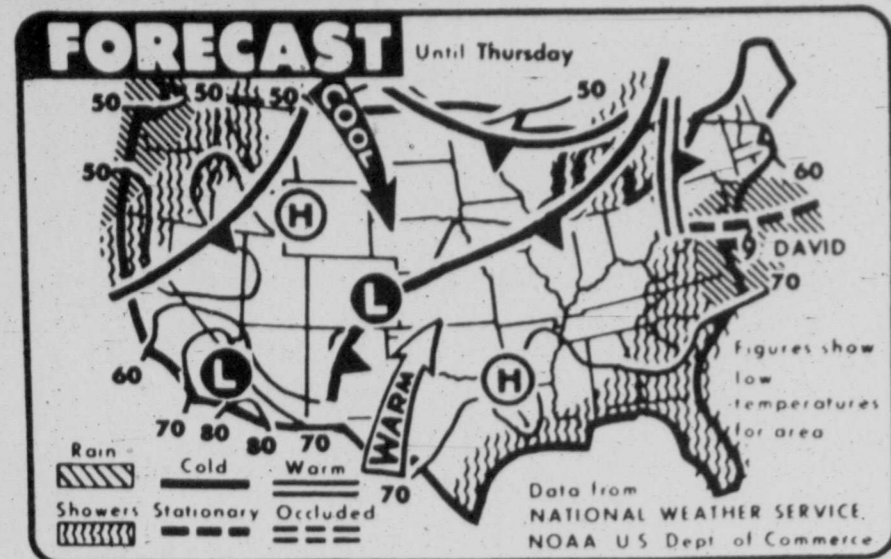 FORECAST Until Thursday
50 50 50 COOL 50
50
60
H
DAVID
L
70
60
L
H
Figures show
low
temperatures
for area
WARM
70 80 80 70
70
Rain Cold Warm
Showers Stationary Occluded
Data from
NATIONAL WEATHER SERVICE,
NOAA US Dept of Commerce